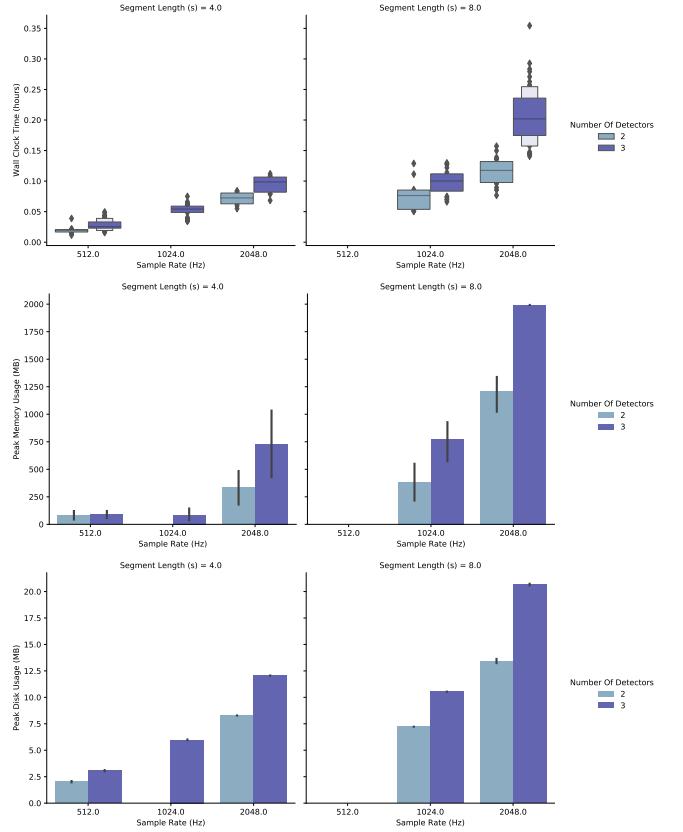 Segment Length (s) = 4.0
Segment Length (s) = 8.0
0.35
0.30
0.25
0.20
0.15
0.10
0.05
0.00
Wall Clock Time (hours)
512.0
1024.0
2048.0
Sample Rate (Hz)
512.0
1024.0
2048.0
Sample Rate (Hz)
Number Of Detectors
2
3
Segment Length (s) = 4.0
Segment Length (s) = 8.0
2000
1750
1500
1250
1000
750
500
250
0
Peak Memory Usage (MB)
512.0
1024.0
2048.0
Sample Rate (Hz)
512.0
1024.0
2048.0
Sample Rate (Hz)
Number Of Detectors
2
3
Segment Length (s) = 4.0
Segment Length (s) = 8.0
20.0
17.5
15.0
12.5
10.0
7.5
5.0
2.5
0.0
Peak Disk Usage (MB)
512.0
1024.0
2048.0
Sample Rate (Hz)
512.0
1024.0
2048.0
Sample Rate (Hz)
Number Of Detectors
2
3